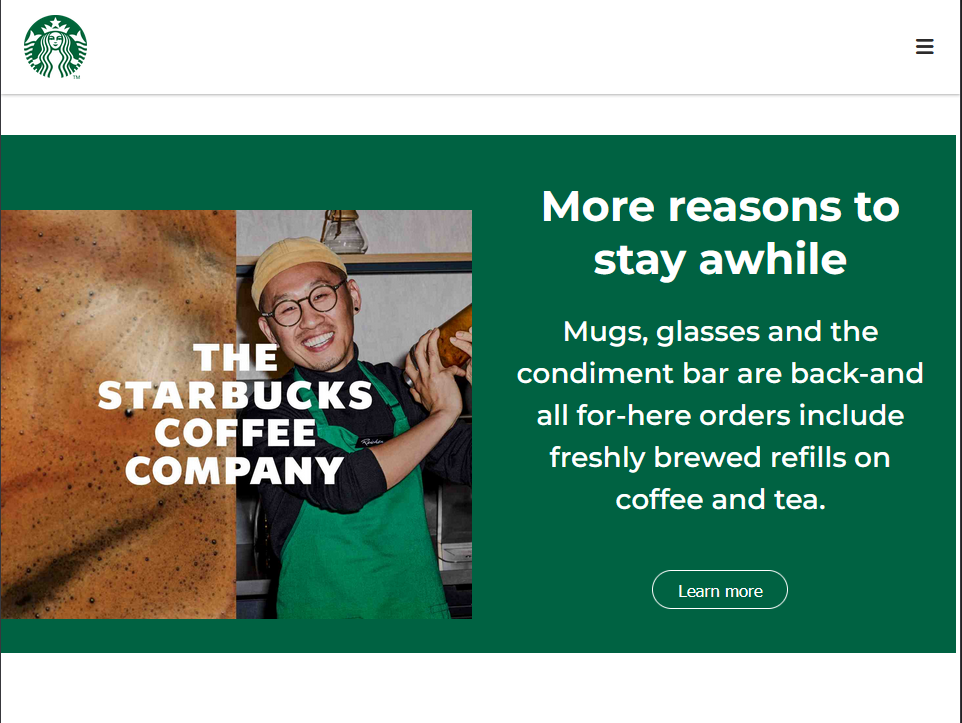 TM
THE
STARBUCKS
COFFEE
COMPANY
More reasons to
stay awhile
Mugs, glasses and the
condiment bar are back-and
all for-here orders include
freshly brewed refills on
coffee and tea.
Learn more